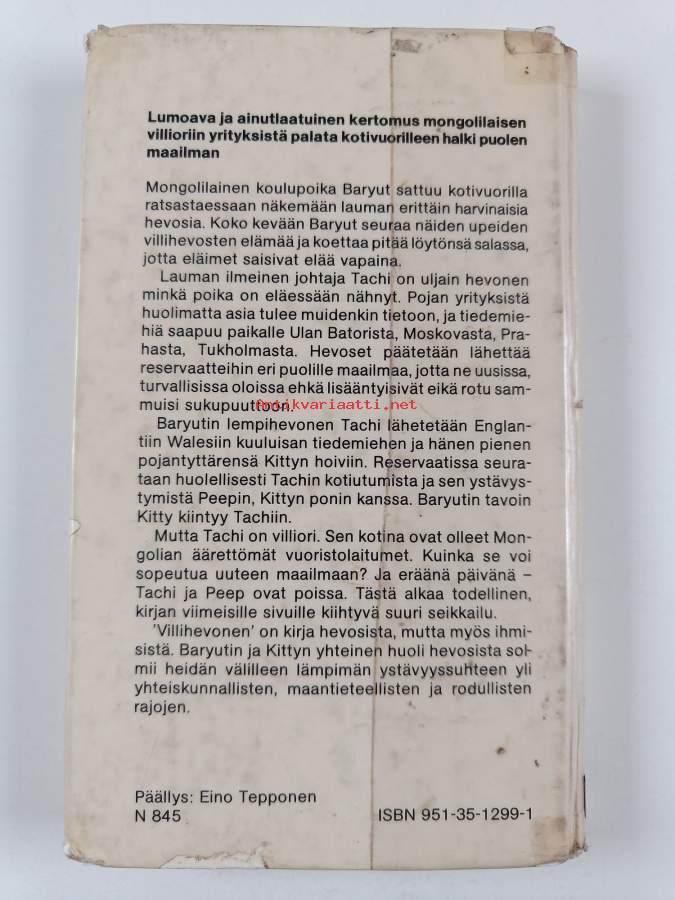 Lumoava ja ainutlaatuinen kertomus mongolilaisen
villioriin yrityksistä palata kotivuorilleen halki puolen
maailman
Mongolilainen koulupoika Baryut sattuu kotivuorilla
ratsastaessaan näkemään lauman erittäin harvinaisia
hevosia. Koko kevään Baryut seuraa näiden upeiden
villihevosten elämää ja koettaa pitää löytönsä salassa,
jotta eläimet saisivat elää vapaina.
Lauman ilmeinen johtaja Tachi on uljain hevonen
minkä poika on eläessään nähnyt. Pojan yrityksistä
huolimatta asia tulee muidenkin tietoon, ja tiedemie-
hiä saapuu paikalle Ulan Batorista, Moskovasta, Pra-
hasta, Tukholmasta. Hevoset päätetään lähettää
reservaatteihin eri puolille maailmaa, jotta ne uusissa,
turvallisissa oloissa ehkä lisääntyisivät eikä rotu sam-
muisi sukupuuttoon.
Antikvariaatti.net
Baryutin lempihevonen Tachi lähetetään Englan-
tiin Walesiin kuuluisan tiedemiehen ja hänen pienen
pojantyttärensä Kittyn hoiviin. Reservaatissa seura-
taan huolellisesti Tachin kotiutumista ja sen ystävys-
tymistä Peepin, Kittyn ponin kanssa. Baryutin tavoin
Kitty kiintyy Tachiin.
Mutta Tachi on villiori. Sen kotina ovat olleet Mon-
golian äärettömät vuoristolaitumet. Kuinka se voi
sopeutua uuteen maailmaan? Ja eräänä päivänä –
Tachi ja Peep ovat poissa. Tästä alkaa todellinen,
kirjan viimeisille sivuille kiihtyvä suuri seikkailu.
'Villihevonen' on kirja hevosista, mutta myös ihmi-
sistä. Baryutin ja Kittyn yhteinen huoli hevosista sol-
mii heidän välilleen lämpimän ystävyyssuhteen yli
yhteiskunnallisten, maantieteellisten ja rodullisten
rajojen.
Päällys: Eino Tepponen
N 845 ISBN 951-35-1299-1